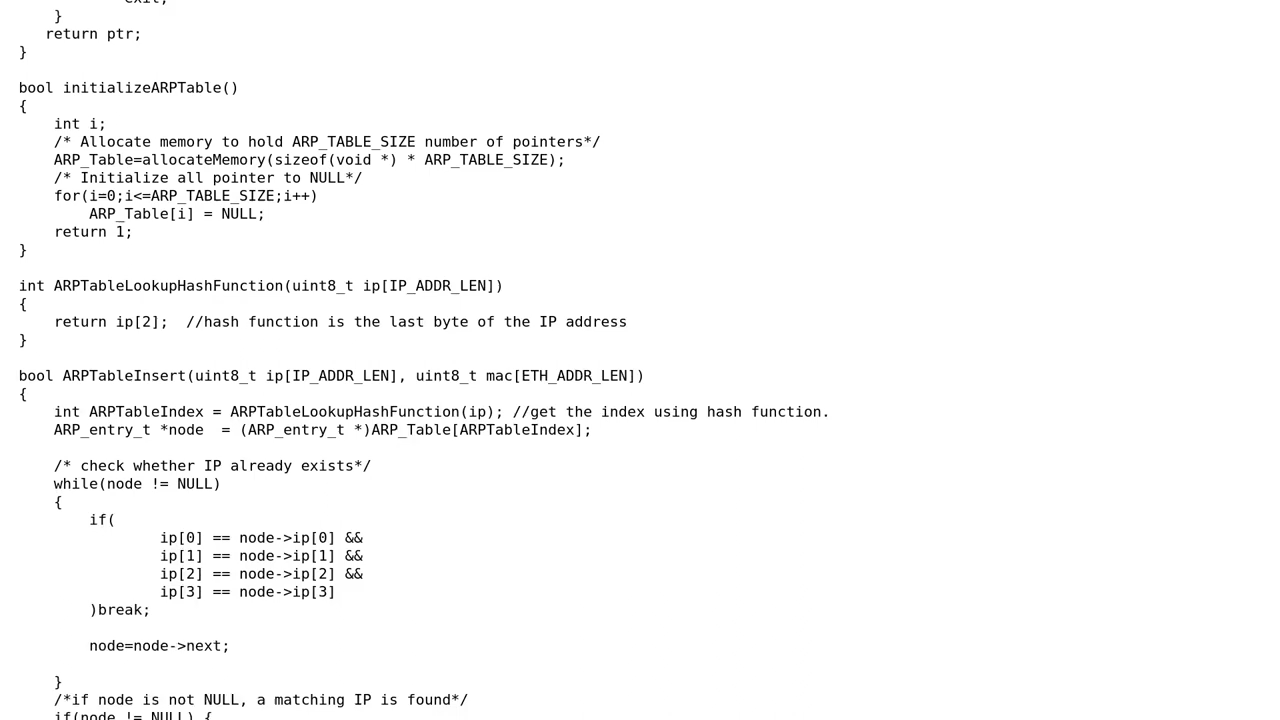 exit;
    }
   return ptr;
}

bool initializeARPTable()
{
    int i;
    /* Allocate memory to hold ARP_TABLE_SIZE number of pointers*/
    ARP_Table=allocateMemory(sizeof(void *) * ARP_TABLE_SIZE);
    /* Initialize all pointer to NULL*/
    for(i=0;i<=ARP_TABLE_SIZE;i++)
        ARP_Table[i] = NULL;
    return 1;
}

int ARPTableLookupHashFunction(uint8_t ip[IP_ADDR_LEN])
{
    return ip[2];  //hash function is the last byte of the IP address
}

bool ARPTableInsert(uint8_t ip[IP_ADDR_LEN], uint8_t mac[ETH_ADDR_LEN])
{
    int ARPTableIndex = ARPTableLookupHashFunction(ip); //get the index using hash function.
    ARP_entry_t *node  = (ARP_entry_t *)ARP_Table[ARPTableIndex];

    /* check whether IP already exists*/
    while(node != NULL)
    {
        if(
                ip[0] == node->ip[0] &&
                ip[1] == node->ip[1] &&
                ip[2] == node->ip[2] &&
                ip[3] == node->ip[3]
        )break;

        node=node->next;

    }
    /*if node is not NULL, a matching IP is found*/
    if(node != NULL) {